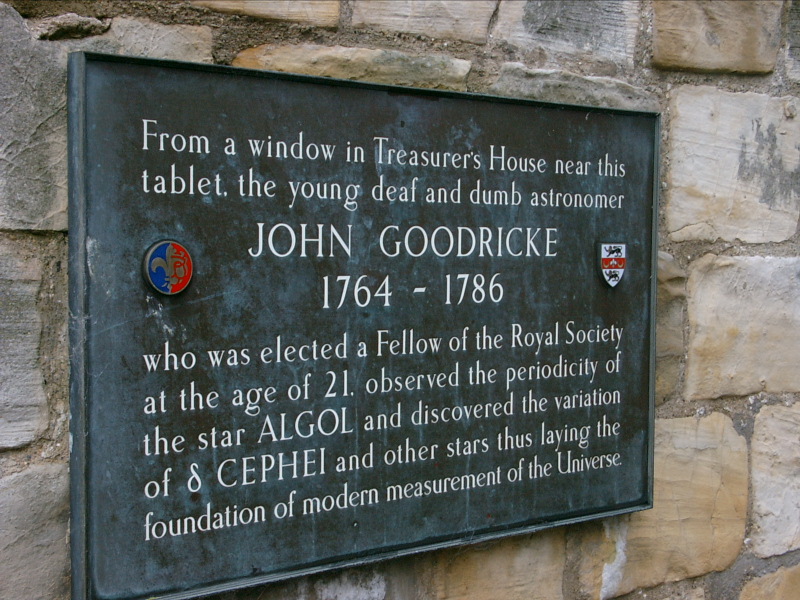 From a window in Treasurer's House near this
tablet, the young deaf and dumb astronomer
JOHN GOODRICKE
1764 - 1786
who was elected a Fellow of the Royal Society
at the age of 21, observed the periodicity of
the star ALGOL and discovered the variation
of δ CEPHEI and other stars thus laying the
foundation of modern measurement of the Universe.